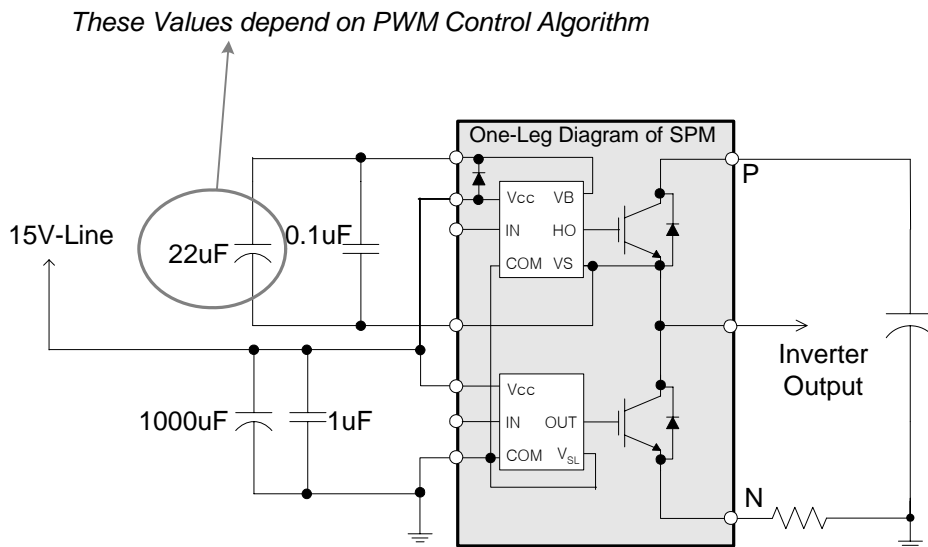 These Values depend on PWM Control Algorithm
One-Leg Diagram of SPM
P
Vcc VB
15V-Line
22uF
0.1uF
IN HO
COM VS
Inverter
Output
Vcc
1000uF
1uF
IN OUT
COM VSL
N